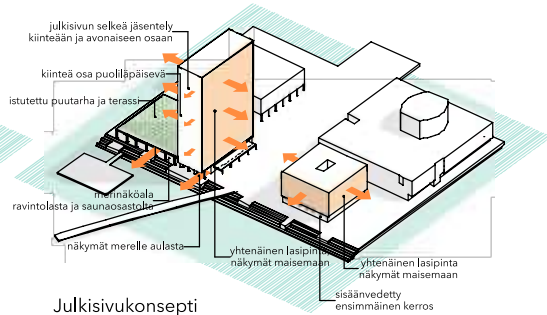 julkisivun selkeä jäsentely
kiinteään ja avonaiseen osaan
kiinteä osa puoliläpäisevä
istutettu puutarha ja terassi
merinäköala
ravintolasta ja saunaosastolta
näkymät merelle aulasta
yhtenäinen lasipinta
näkymät maisemaan
yhtenäinen lasipinta
näkymät maisemaan
sisäänvedetty
ensimmäinen kerros
Julkisivukonsepti